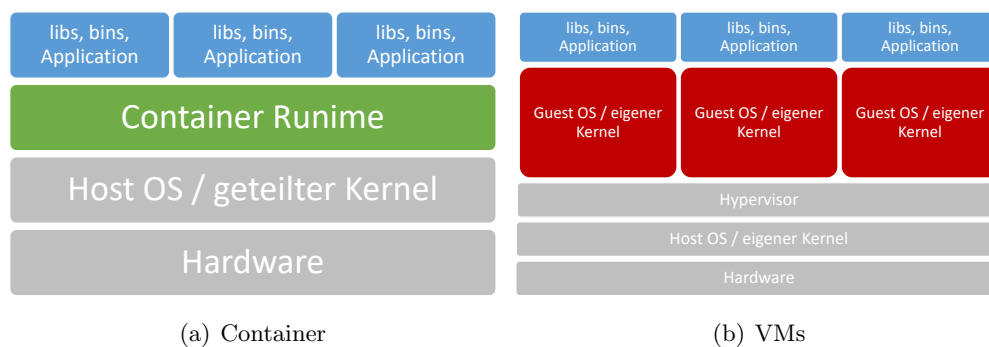 libs, bins,
Application
libs, bins,
Application
libs, bins,
Application
Container Runime
Host OS / geteilter Kernel
Hardware
(a) Container
libs, bins,
Application
libs, bins,
Application
libs, bins,
Application
Guest OS / eigener
Kernel
Guest OS / eigener
Kernel
Guest OS / eigener
Kernel
Hypervisor
Host OS / eigener Kernel
Hardware
(b) VMs